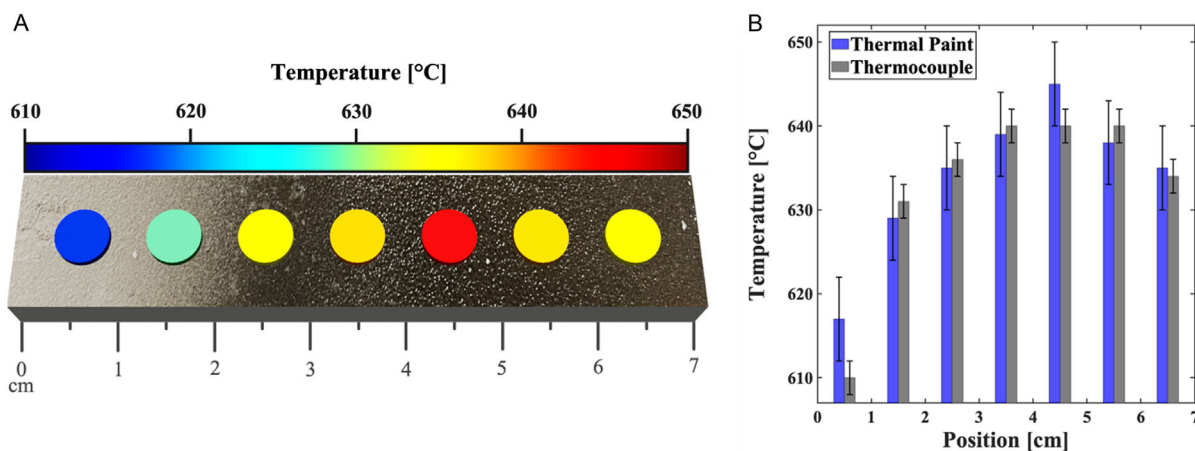 A
Temperature [°C]
610 620 630 640 650
0 1 2 3 4 5 6 7
cm
B
Thermal Paint
Thermocouple
Temperature [°C]
650
640
630
620
610
0 1 2 3 4 5 6 7
Position [cm]